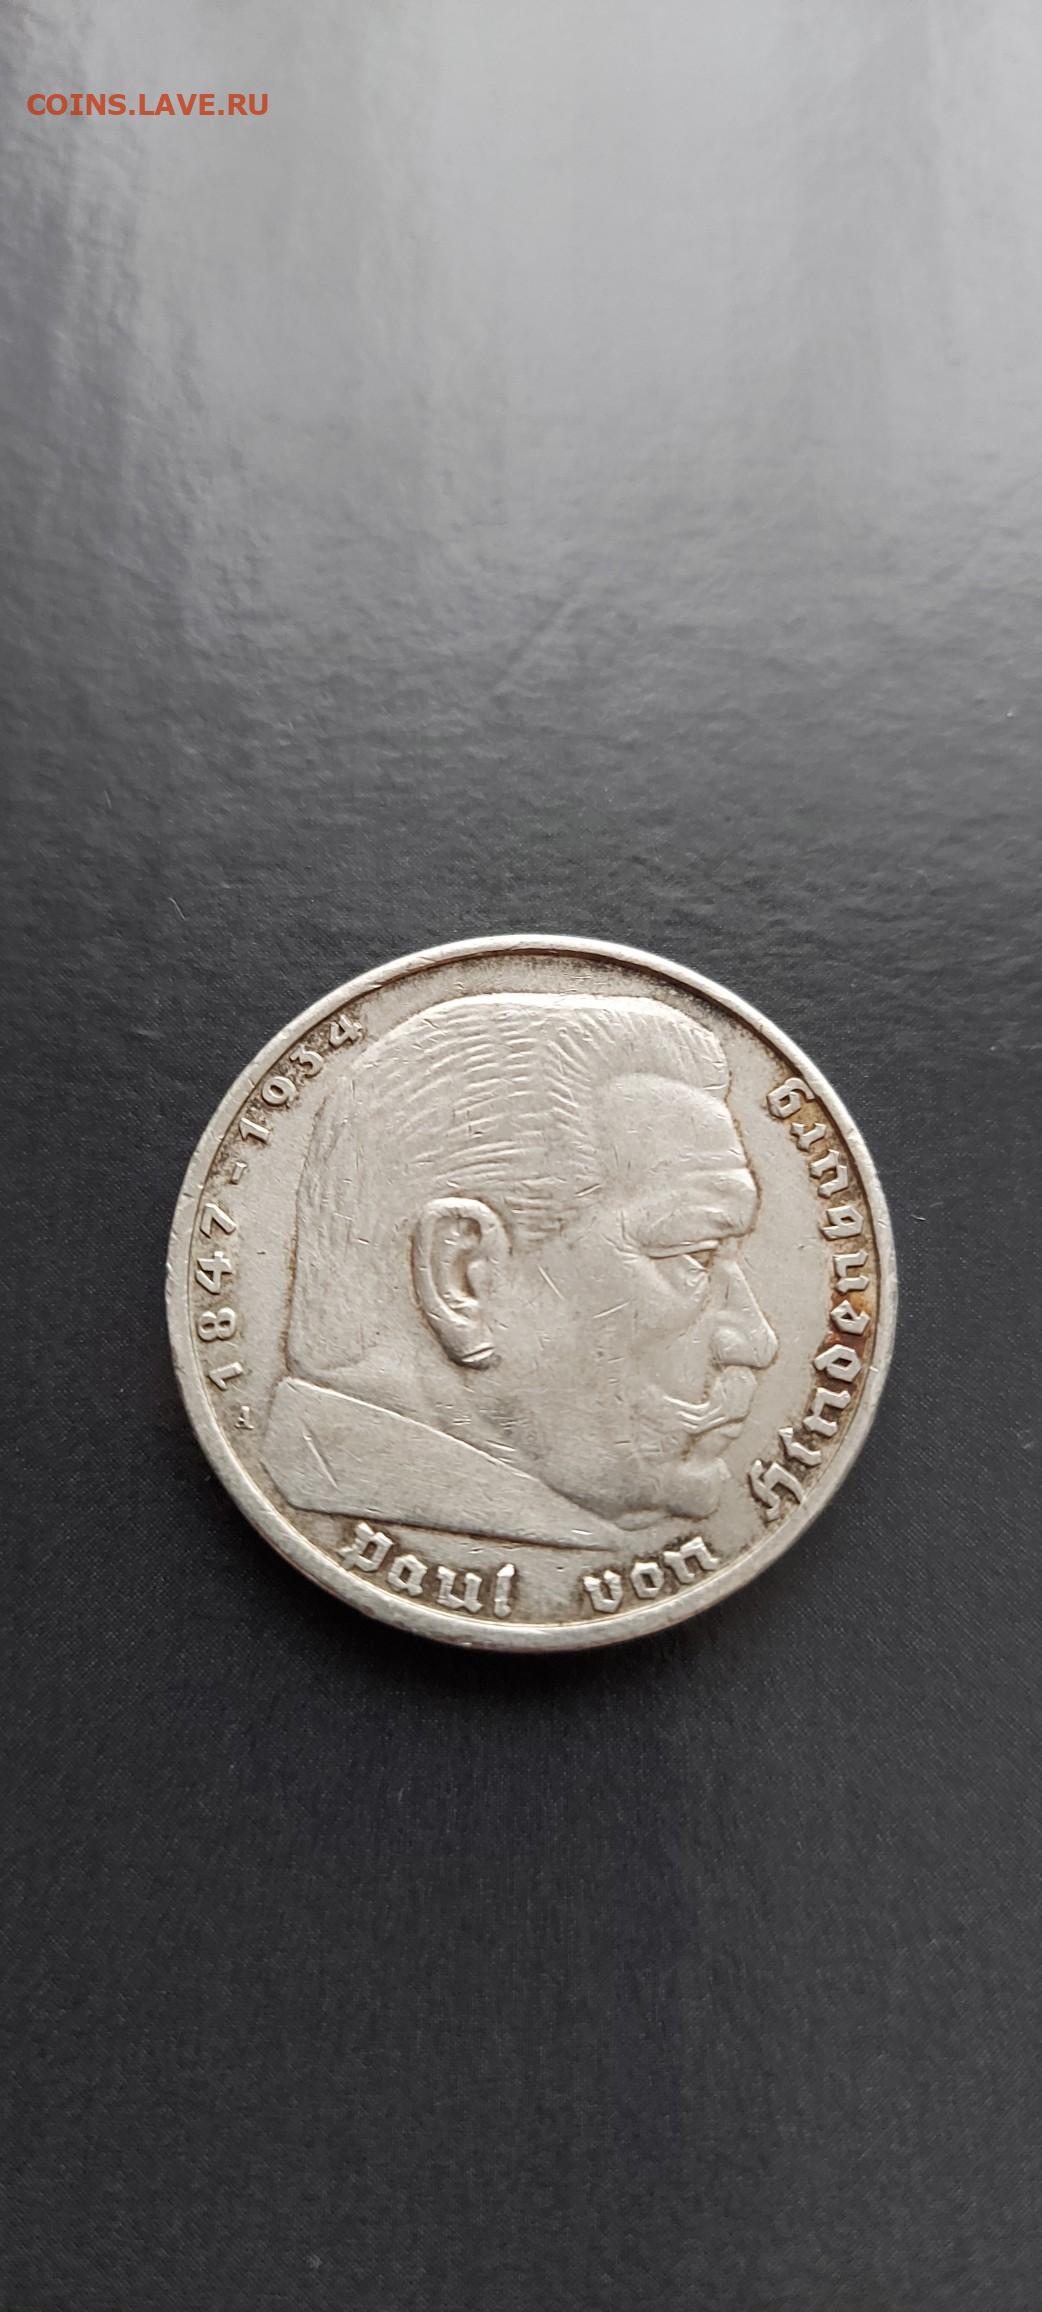 COINS.LAVE.RU
1847-1934
A
Paul von Hindenburg